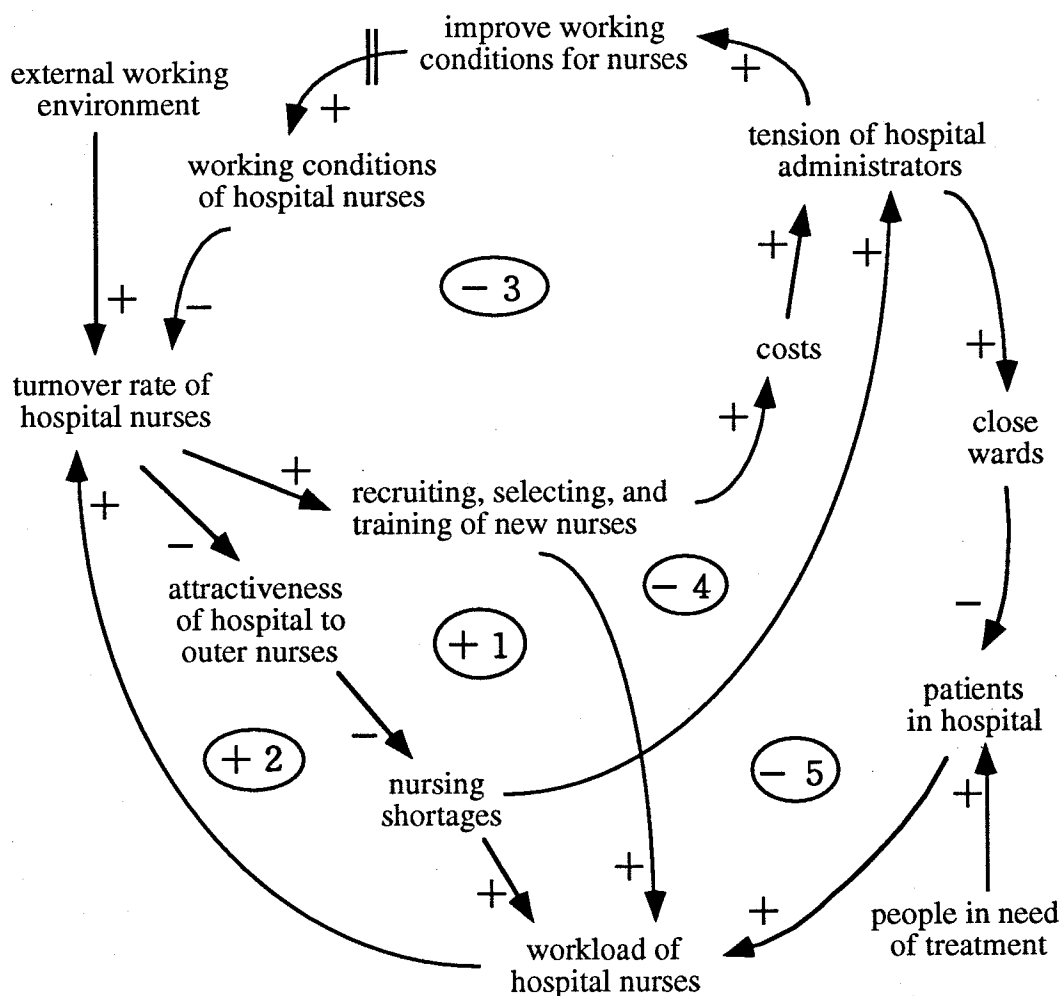 improve working
conditions for nurses
+
external working
environment
+
tension of hospital
administrators
working conditions
of hospital nurses
+
+
− 3
+
−
costs
+
turnover rate of
hospital nurses
close
wards
+
+
+
recruiting, selecting, and
training of new nurses
−
attractiveness
of hospital to
outer nurses
− 4
−
+ 1
patients
in hospital
−
+ 2
− 5
nursing
shortages
+
+
+
+
people in need
of treatment
workload of
hospital nurses